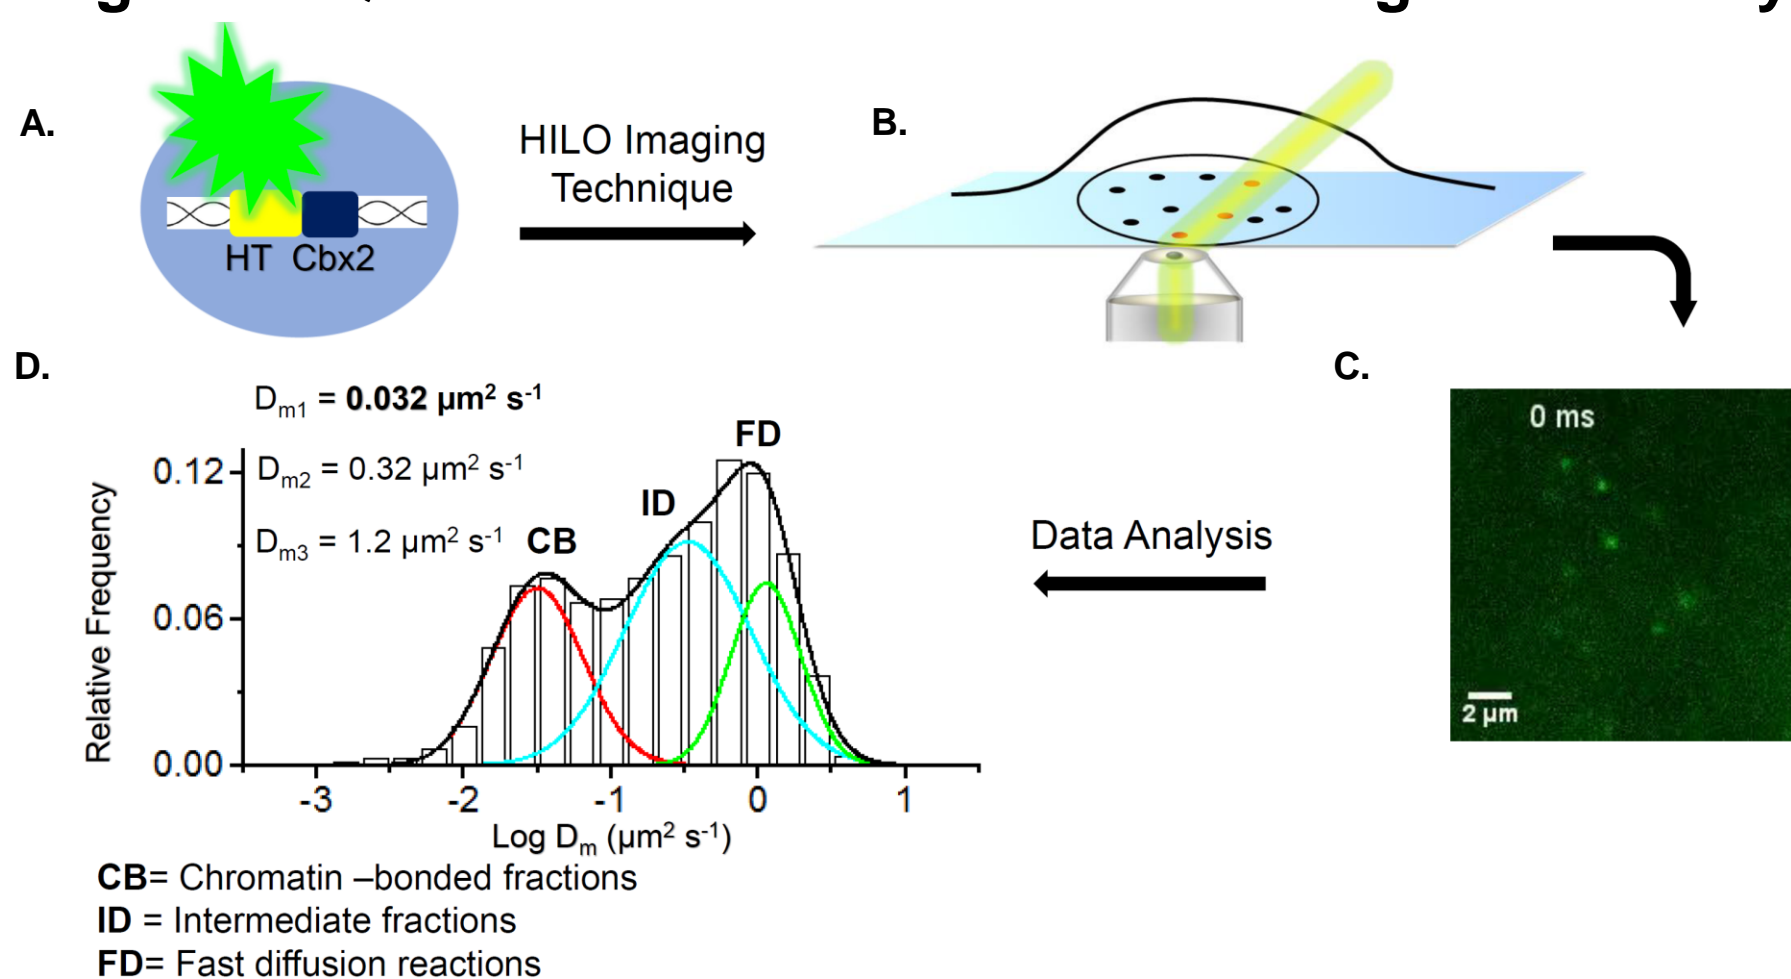 A.
HT Cbx2
HILO Imaging
Technique
B.
C.
0 ms
2 µm
Data Analysis
D.
Dm1 = 0.032 µm² s⁻¹
Dm2 = 0.32 µm² s⁻¹
Dm3 = 1.2 µm² s⁻¹
CB
ID
FD
Relative Frequency
0.12
0.06
0.00
-3 -2 -1 0 1
Log Dm (µm² s⁻¹)
CB= Chromatin –bonded fractions
ID = Intermediate fractions
FD= Fast diffusion reactions